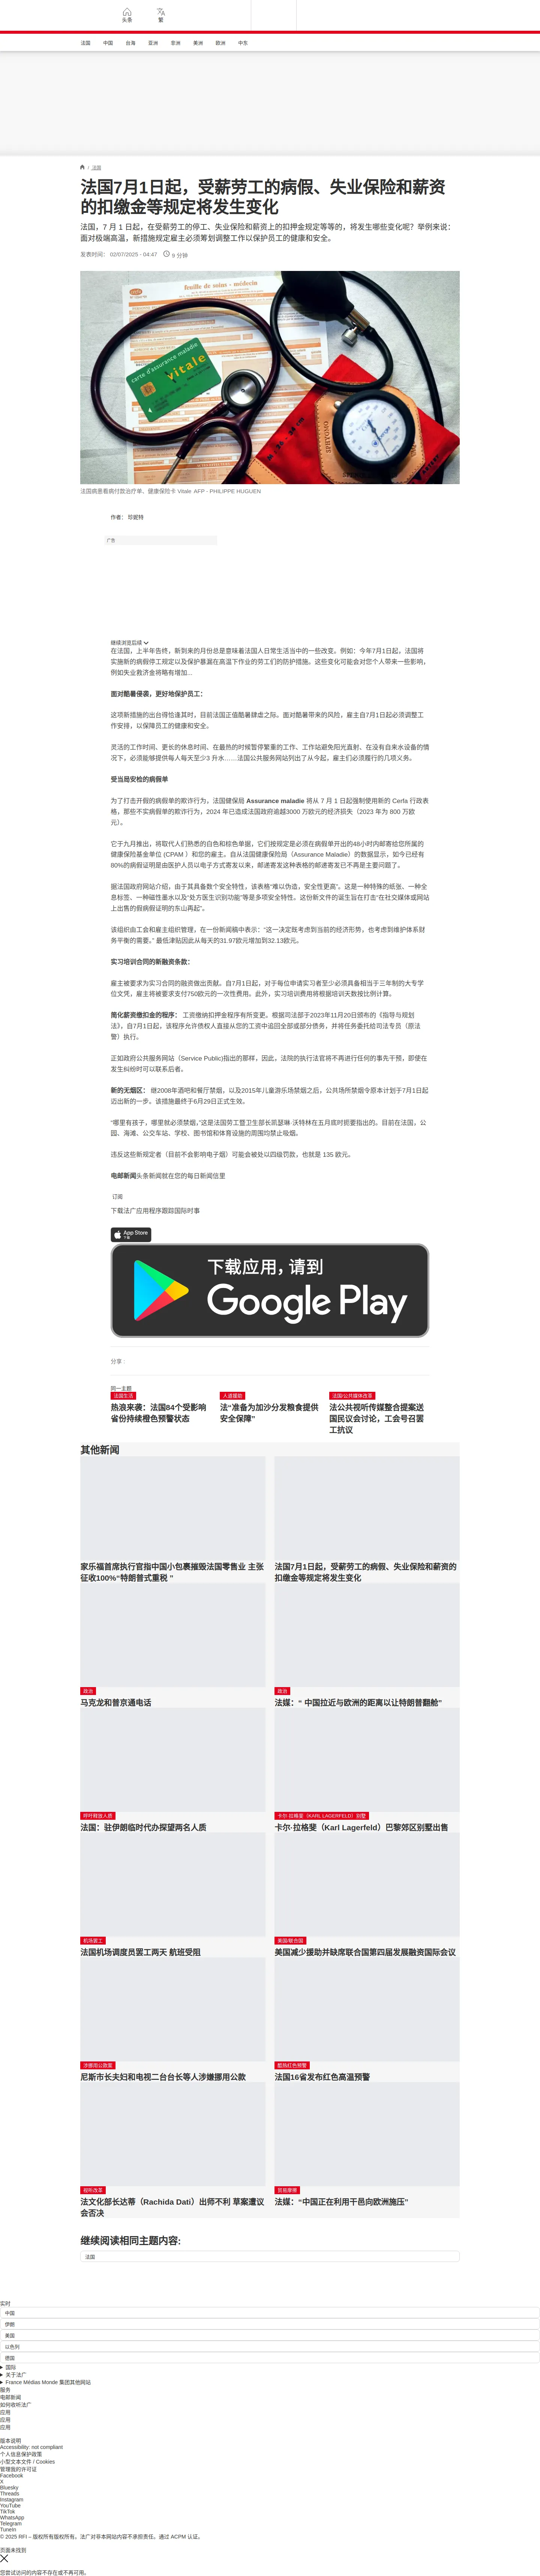 头条
繁
法国
中国
台海
亚洲
非洲
美洲
欧洲
中东
/ 法国
法国7月1日起，受薪劳工的病假、失业保险和薪资
的扣缴金等规定将发生变化
法国，7 月 1 日起，在受薪劳工的停工、失业保险和薪资上的扣押金规定等等的，将发生哪些变化呢？举例来说：
面对极端高温，新措施规定雇主必须筹划调整工作以保护员工的健康和安全。
发表时间： 02/07/2025 - 04:47
9 分钟
carte d'assurance maladie
vitale
法国病患看病付款治疗单、健康保险卡 Vitale: AFP - PHILIPPE HUGUEN
作者： 邬妮特
广告
继续浏览后续
在法国，上半年告终，新到来的月份总是意味着法国人日常生活当中的一些改变。例如：今年7月1日起，法国将
实施新的病假停工规定以及保护暴漏在高温下作业的劳工们的防护措施。这些变化可能会对您个人带来一些影响，
例如失业救济金将略有增加...
面对酷暑侵袭，更好地保护员工：
这项新措施的出台得恰逢其时，目前法国正值酷暑肆虐之际。面对酷暑带来的风险，雇主自7月1日起必须调整工
作安排，以保障员工的健康和安全。
灵活的工作时间、更长的休息时间、在最热的时候暂停繁重的工作、工作站避免阳光直射、在没有自来水设备的情
况下，必须能够提供每人每天至少3 升水……法国公共服务网站列出了从今起，雇主们必须履行的几项义务。
受当局安检的病假单
为了打击开假的病假单的欺诈行为，法国健保局 Assurance maladie 将从 7 月 1 日起强制使用新的 Cerfa 行政表
格，那些不实病假单的欺诈行为，2024 年已造成法国政府逾越3000 万欧元的经济损失（2023 年为 800 万欧
元）。
它于九月推出，将取代人们熟悉的白色和棕色单据，它们按规定是必须在病假单开出的48小时内邮寄给您所属的
健康保险基金单位 (CPAM ）和您的雇主。自从法国健康保险局（Assurance Maladie）的数据显示，如今已经有
80%的病假证明是由医护人员以电子方式寄发以来，邮递寄发这种表格的邮递寄发已不再是主要问题了。
据法国政府网站介绍，由于其具备数个安全特性，该表格“难以伪造，安全性更高”。这是一种特殊的纸张、一种全
息标签、一种磁性墨水以及“处方医生识别功能”等是多项安全特性。这份新文件的诞生旨在打击“在社交媒体或网站
上出售的假病假证明的东山再起”。
该组织由工会和雇主组织管理，在一份新闻稿中表示：“这一决定既考虑到当前的经济形势，也考虑到维护体系财
务平衡的需要。” 最低津贴因此从每天的31.97欧元增加到32.13欧元。
实习培训合同的新融资条款：
雇主被要求为实习合同的融资做出贡献。自7月1日起，对于每位申请实习者至少必须具备相当于三年制的大专学
位文凭，雇主将被要求支付750欧元的一次性费用。此外，实习培训费用将根据培训天数按比例计算。
简化薪资缴扣金的程序： 工资缴纳扣押金程序有所变更。根据司法部于2023年11月20日颁布的《指导与规划
法》，自7月1日起，该程序允许债权人直接从您的工资中追回全部或部分债务，并将任务委托给司法专员（原法
警）执行。
正如政府公共服务网站（Service Public)指出的那样，因此，法院的执行法官将不再进行任何的事先干预，即使在
发生纠纷时可以联系后者。
新的无烟区： 继2008年酒吧和餐厅禁烟，以及2015年儿童游乐场禁烟之后，公共场所禁烟令原本计划于7月1日起
迈出新的一步。该措施最终于6月29日正式生效。
“哪里有孩子，哪里就必须禁烟。”这是法国劳工暨卫生部长凯瑟琳·沃特林在五月底时扼要指出的。目前在法国，公
园、海滩、公交车站、学校、图书馆和体育设施的周围均禁止吸烟。
违反这些新规定者（目前不会影响电子烟）可能会被处以四级罚款，也就是 135 欧元。
电邮新闻头条新闻就在您的每日新闻信里
订阅
下载法广应用程序跟踪国际时事
App Store
下载应用，请到
Google Play
分享 :
同一主题
法国生活
热浪来袭：法国84个受影响
省份持续橙色预警状态
人道援助
法“准备为加沙分发粮食提供
安全保障”
法国/公共媒体改革
法公共视听传媒整合提案送
国民议会讨论，工会号召罢
工抗议
其他新闻
家乐福首席执行官指中国小包裹摧毁法国零售业 主张
征收100%“特朗普式重税 ”
法国7月1日起，受薪劳工的病假、失业保险和薪资的
扣缴金等规定将发生变化
政治
马克龙和普京通电话
政治
法媒：“ 中国拉近与欧洲的距离以让特朗普翻舱”
呼吁释放人质
法国：驻伊朗临时代办探望两名人质
卡尔·拉格斐（KARL LAGERFELD）别墅
卡尔·拉格斐（Karl Lagerfeld）巴黎郊区别墅出售
机场罢工
法国机场调度员罢工两天 航班受阻
美国/联合国
美国减少援助并缺席联合国第四届发展融资国际会议
涉挪用公款案
尼斯市长夫妇和电视二台台长等人涉嫌挪用公款
酷热红色预警
法国16省发布红色高温预警
视听改革
法文化部长达蒂（Rachida Dati）出师不利 草案遭议
会否决
贸易摩擦
法媒：“中国正在利用干邑向欧洲施压”
继续阅读相同主题内容:
法国
实时
中国
伊朗
美国
以色列
德国
国际
关于法广
France Médias Monde 集团其他网站
服务
电邮新闻
如何收听法广
应用
应用
应用
版本说明
Accessibility: not compliant
个人信息保护政策
小型文本文件 / Cookies
管理我的许可证
Facebook
X
Bluesky
Threads
Instagram
YouTube
TikTok
WhatsApp
Telegram
TuneIn
© 2025 RFI – 版权所有版权所有。法广对非本网站内容不承担责任。通过 ACPM 认证。
页面未找到
您尝试访问的内容不存在或不再可用。